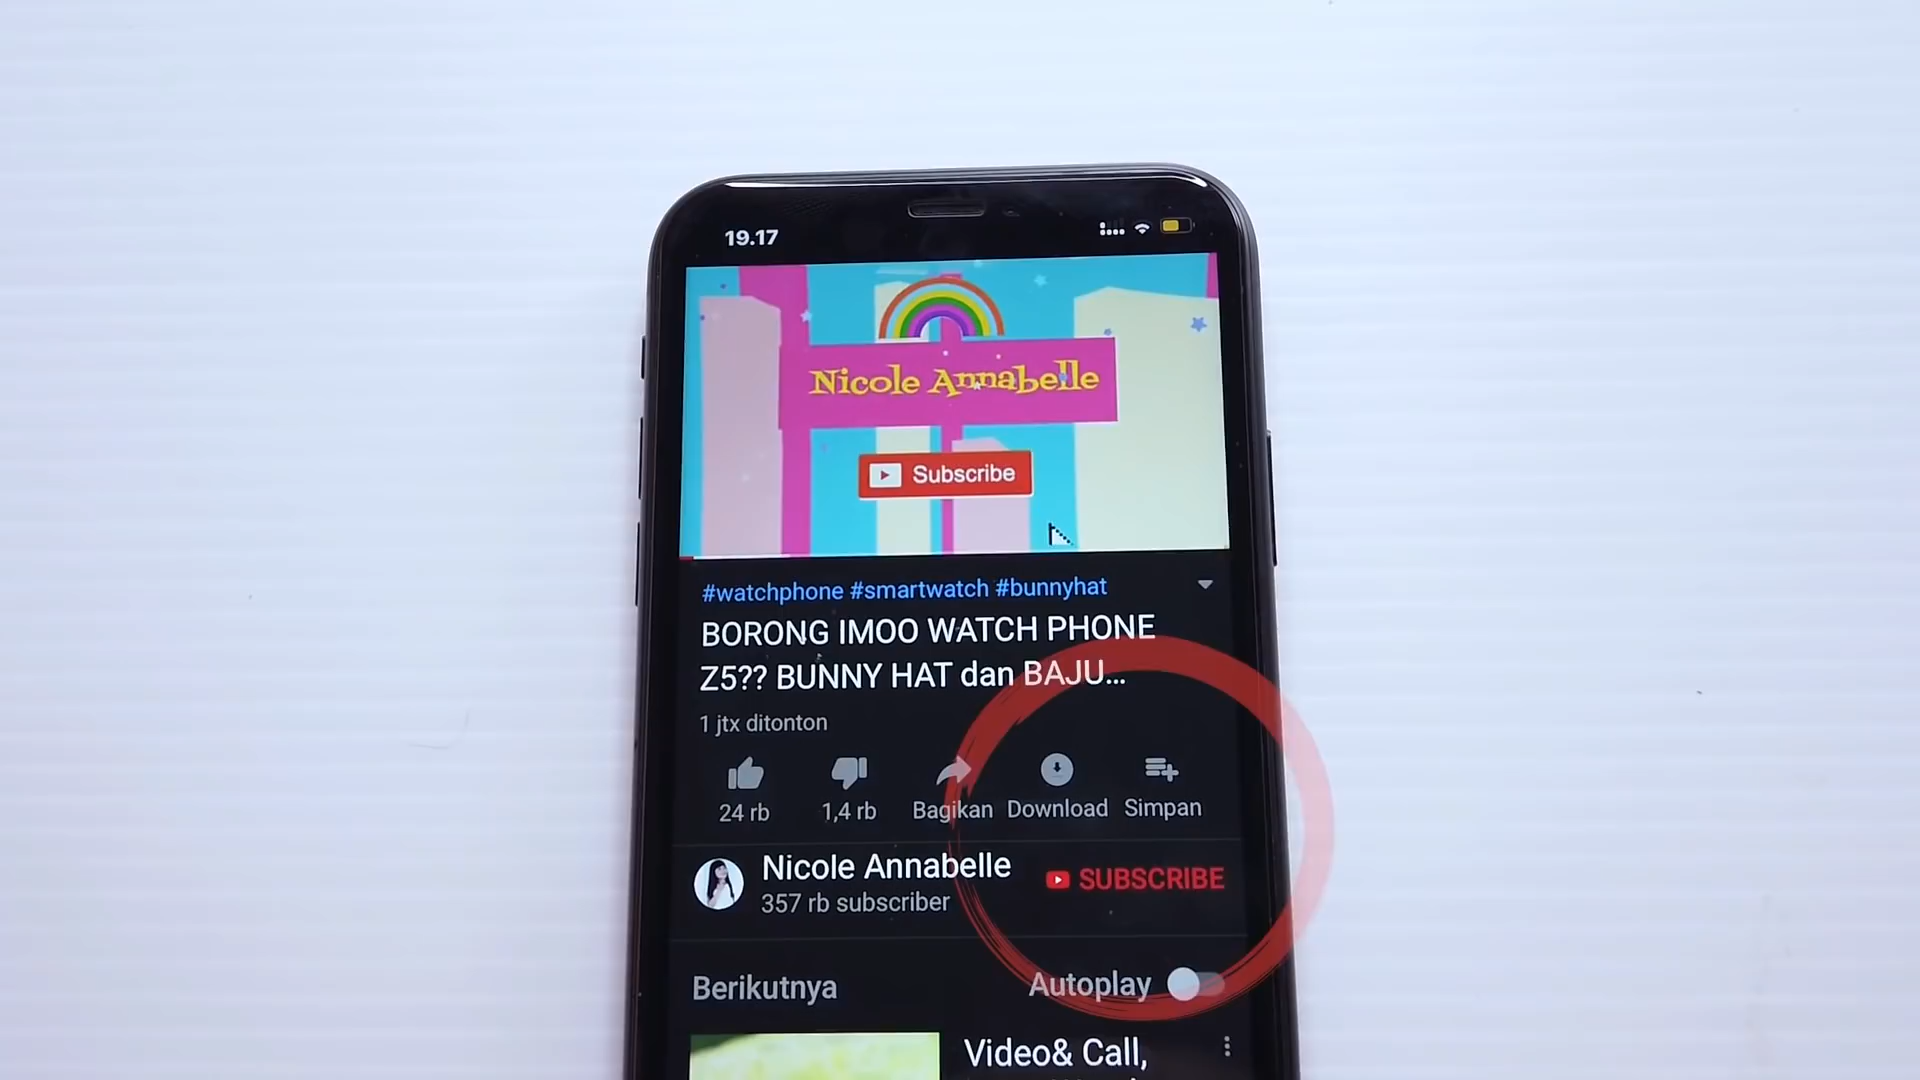 19.17
Nicole Annabelle
Subscribe
#watchphone #smartwatch #bunnyhat
BORONG IMOO WATCH PHONE
Z5?? BUNNY HAT dan BAJU...
1 jtx ditonton
24 rb
1,4 rb
Bagikan
Download
Simpan
Nicole Annabelle
357 rb subscriber
SUBSCRIBE
Berikutnya
Autoplay
Video& Call,